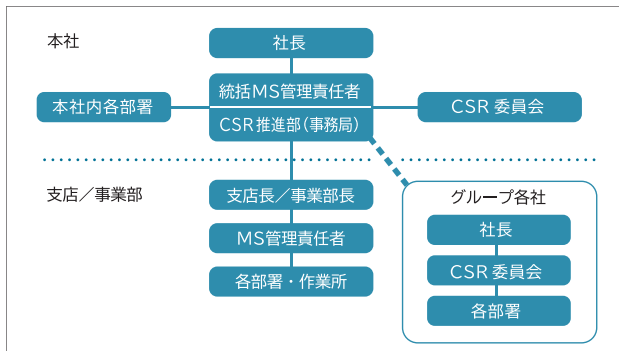 本社
社長
統括MS管理責任者
CSR推進部（事務局）
本社内各部署
CSR委員会
支店／事業部
支店長／事業部長
MS管理責任者
各部署・作業所
グループ各社
社長
CSR委員会
各部署